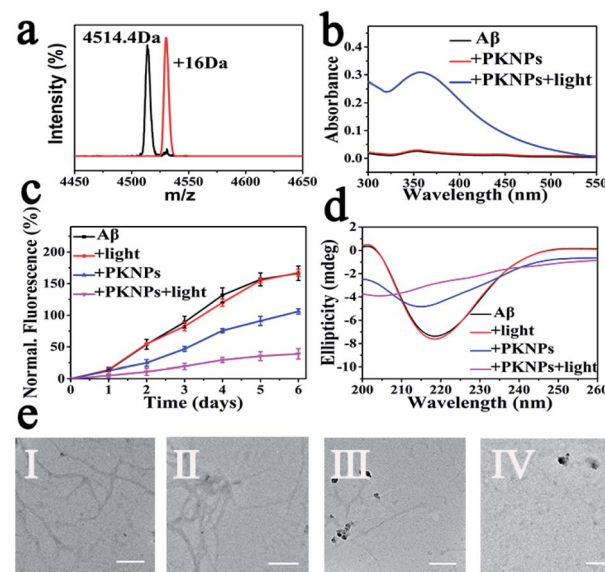 a
4514.4Da
+16Da
Intensity (%)
4450 4500 4550 4600 4650
m/z
b
Aβ
+PKNPs
+PKNPs+light
Absorbance
0.4
0.3
0.2
0.1
0.0
300 350 400 450 500 550
Wavelength (nm)
c
Aβ
+light
+PKNPs
+PKNPs+light
Normal. Fluorescence (%)
150
100
50
0
0 1 2 3 4 5 6
Time (days)
d
Aβ
+light
+PKNPs
+PKNPs+light
Ellipticity (mdeg)
2
0
-2
-4
-6
-8
-10
200 210 220 230 240 250 260
Wavelength (nm)
e
I
II
III
IV